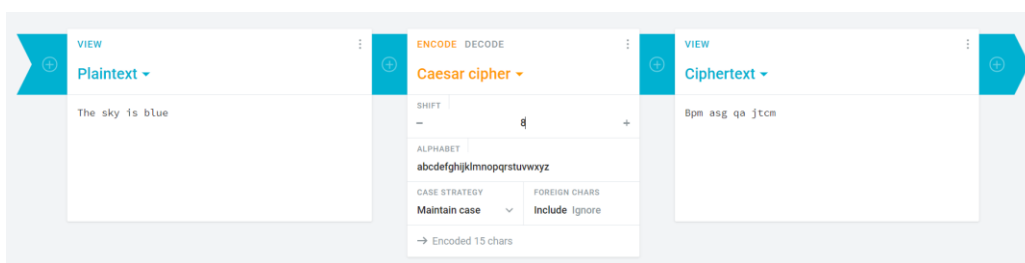 VIEW
Plaintext
The sky is blue
ENCODE DECODE
Caesar cipher
SHIFT
− 8 +
ALPHABET
abcdefghijklmnopqrstuvwxyz
CASE STRATEGY FOREIGN CHARS
Maintain case Include Ignore
→ Encoded 15 chars
VIEW
Ciphertext
Bpm asg qa jtcm